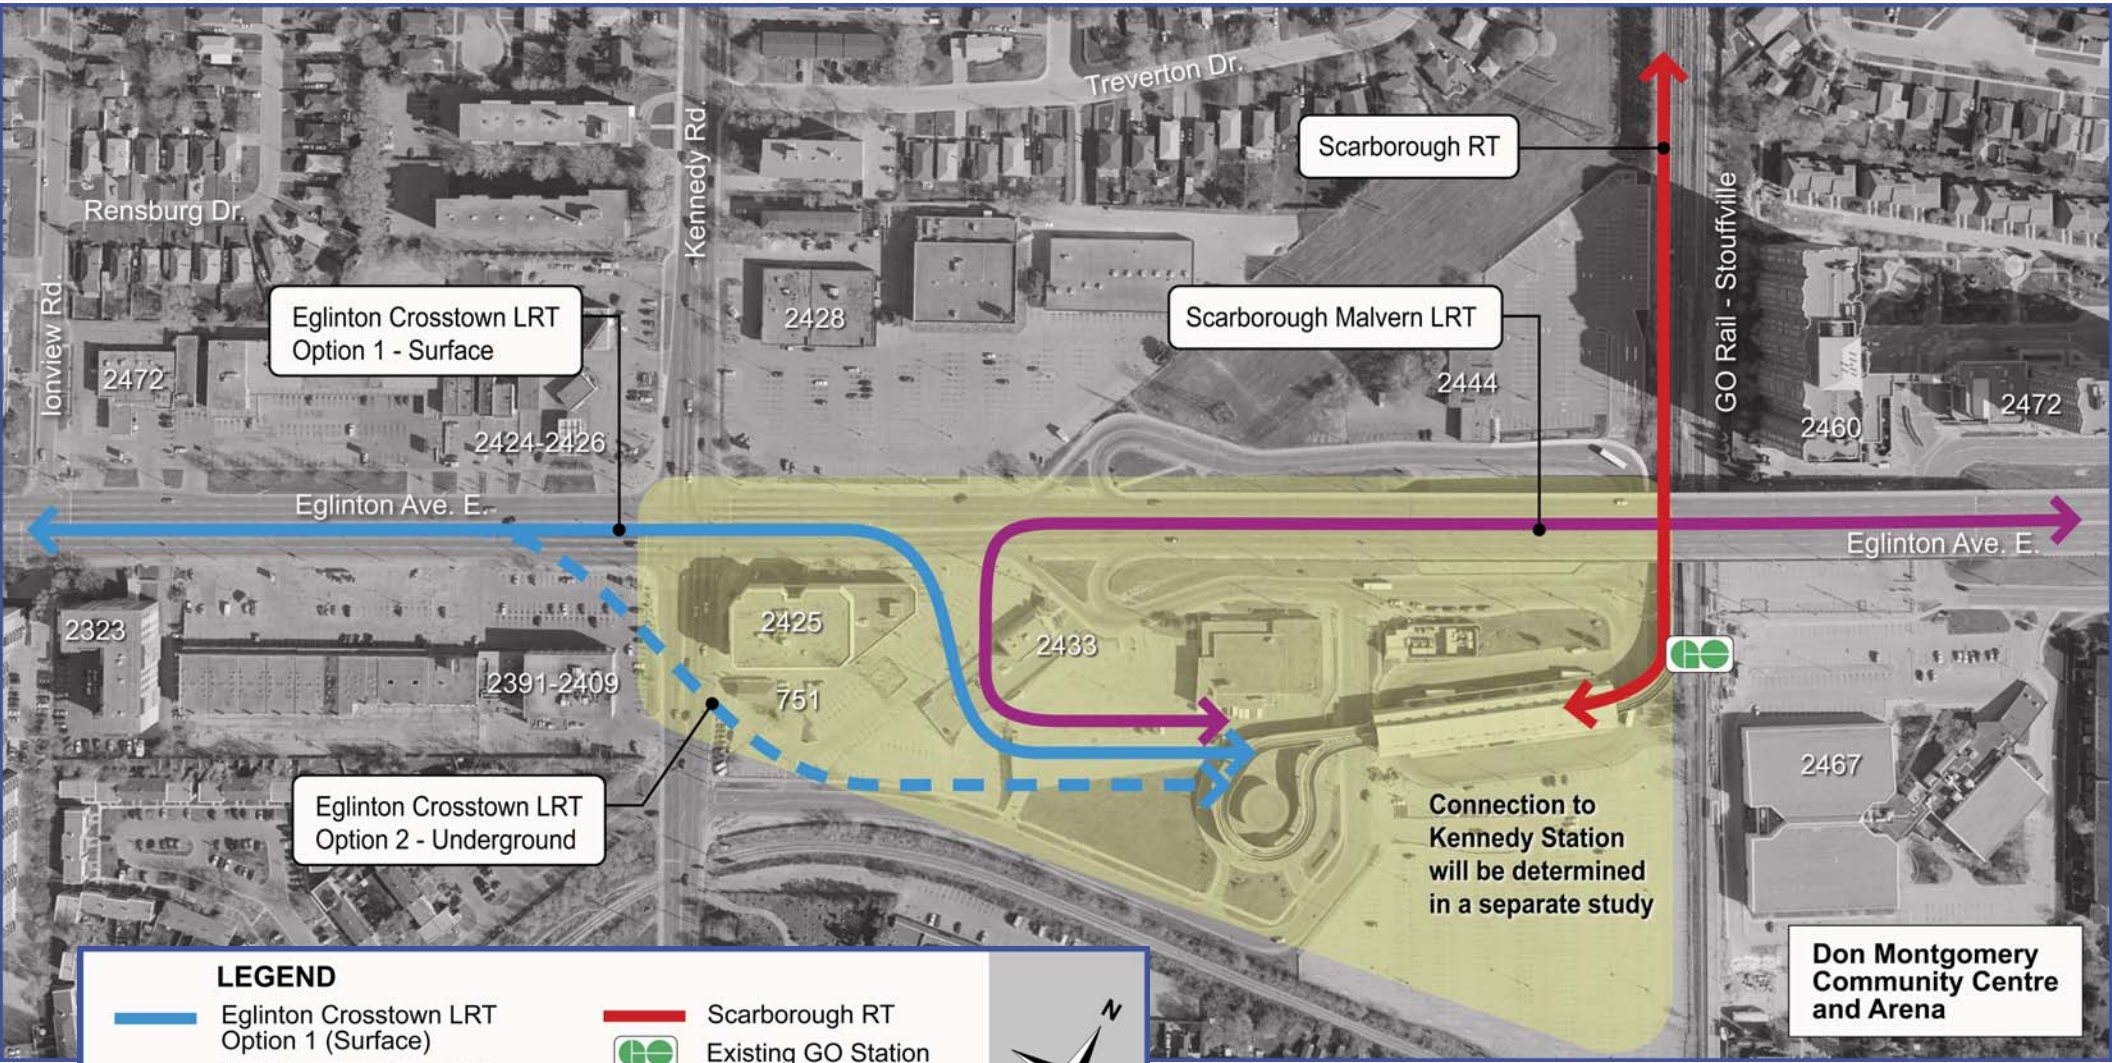 Treverton Dr.
Scarborough RT
Kennedy Rd.
Rensburg Dr.
GO Rail - Stouffville
Ionview Rd.
Eglinton Crosstown LRT
Option 1 - Surface
2428
Scarborough Malvern LRT
2472
2444
2472
2424-2426
2460
Eglinton Ave. E.
Eglinton Ave. E.
2323
2425
2433
GO
2391-2409
751
2467
Eglinton Crosstown LRT
Option 2 - Underground
Connection to
Kennedy Station
will be determined
in a separate study
Don Montgomery
Community Centre
and Arena
LEGEND
Eglinton Crosstown LRT
Option 1 (Surface)
Scarborough RT
GO
Existing GO Station
N